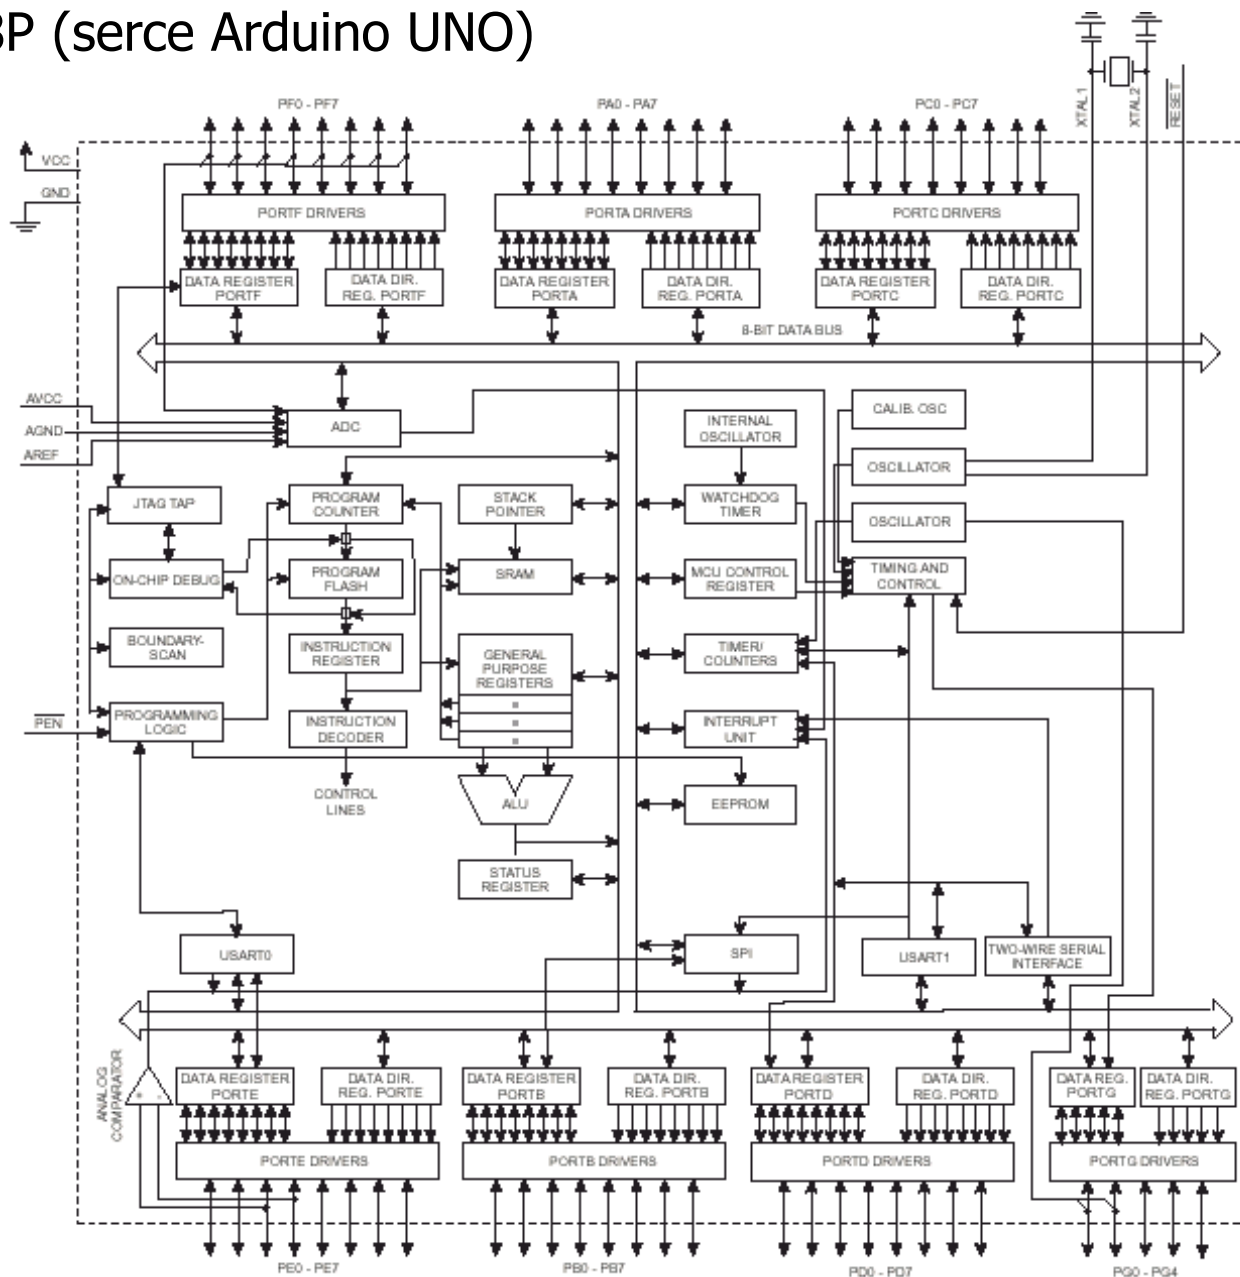 3P (serce Arduino UNO)
PF0 - PF7
PA0 - PA7
PC0 - PC7
XTAL1
XTAL2
RESET
VCC
GND
PORTF DRIVERS
PORTA DRIVERS
PORTC DRIVERS
DATA REGISTER
PORTF
DATA DIR.
REG. PORTF
DATA REGISTER
PORTA
DATA DIR.
REG. PORTA
DATA REGISTER
PORTC
DATA DIR.
REG. PORTC
8-BIT DATA BUS
AVCC
AGND
AREF
ADC
INTERNAL
OSCILLATOR
CALIB. OSC
OSCILLATOR
OSCILLATOR
JTAG TAP
PROGRAM
COUNTER
STACK
POINTER
WATCHDOG
TIMER
TIMING AND
CONTROL
ON-CHIP DEBUG
PROGRAM
FLASH
SRAM
MCU CONTROL
REGISTER
BOUNDARY-
SCAN
INSTRUCTION
REGISTER
GENERAL
PURPOSE
REGISTERS
TIMER/
COUNTERS
PEN
PROGRAMMING
LOGIC
INSTRUCTION
DECODER
INTERRUPT
UNIT
CONTROL
LINES
ALU
EEPROM
STATUS
REGISTER
USART0
SPI
USART1
TWO-WIRE SERIAL
INTERFACE
ANALOG
COMPARATOR
DATA REGISTER
PORTE
DATA DIR.
REG. PORTE
DATA REGISTER
PORTB
DATA DIR.
REG. PORTB
DATA REGISTER
PORTD
DATA DIR.
REG. PORTD
DATA REG.
PORTG
DATA DIR.
REG. PORTG
PORTE DRIVERS
PORTB DRIVERS
PORTD DRIVERS
PORTG DRIVERS
PE0 - PE7
PB0 - PB7
PD0 - PD7
PG0 - PG4